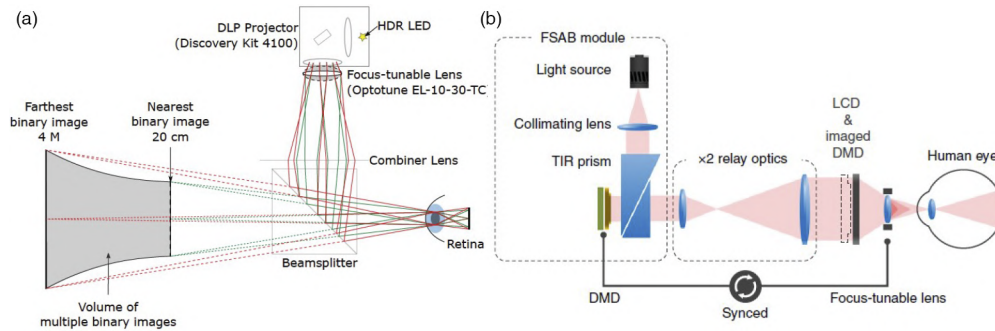 (a)
DLP Projector
(Discovery Kit 4100)
HDR LED
Focus-tunable Lens
(Optotune EL-10-30-TC)
Farthest
binary image
4 M
Nearest
binary image
20 cm
Combiner Lens
Retina
Beamsplitter
Volume of
multiple binary images
(b)
FSAB module
Light source
Collimating lens
TIR prism
×2 relay optics
LCD
&
imaged
DMD
Human eye
DMD
Synced
Focus-tunable lens